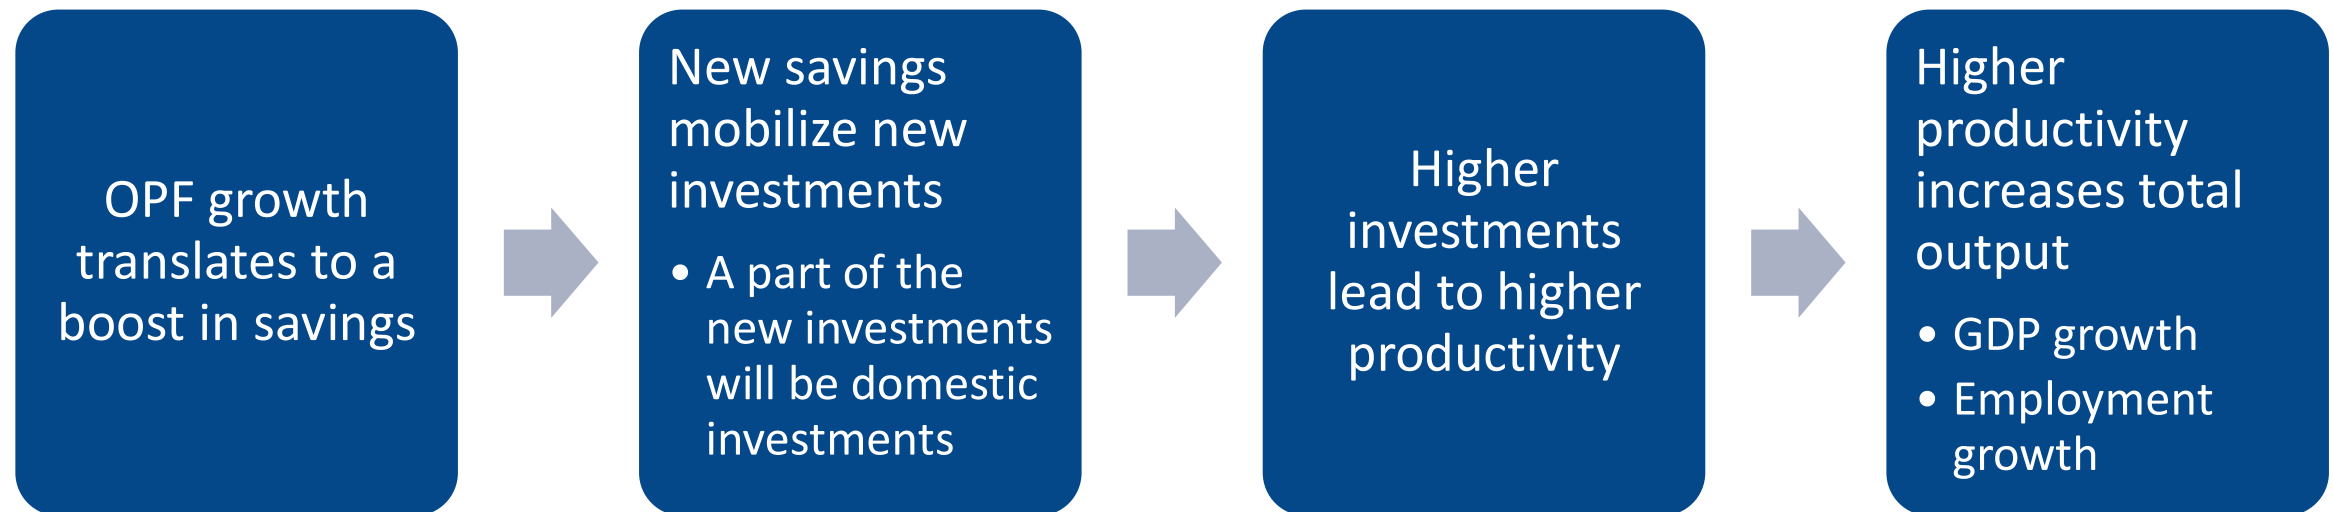 OPF growth
translates to a
boost in savings
New savings
mobilize new
investments
• A part of the
new investments
will be domestic
investments
Higher
investments
lead to higher
productivity
Higher
productivity
increases total
output
• GDP growth
• Employment
growth